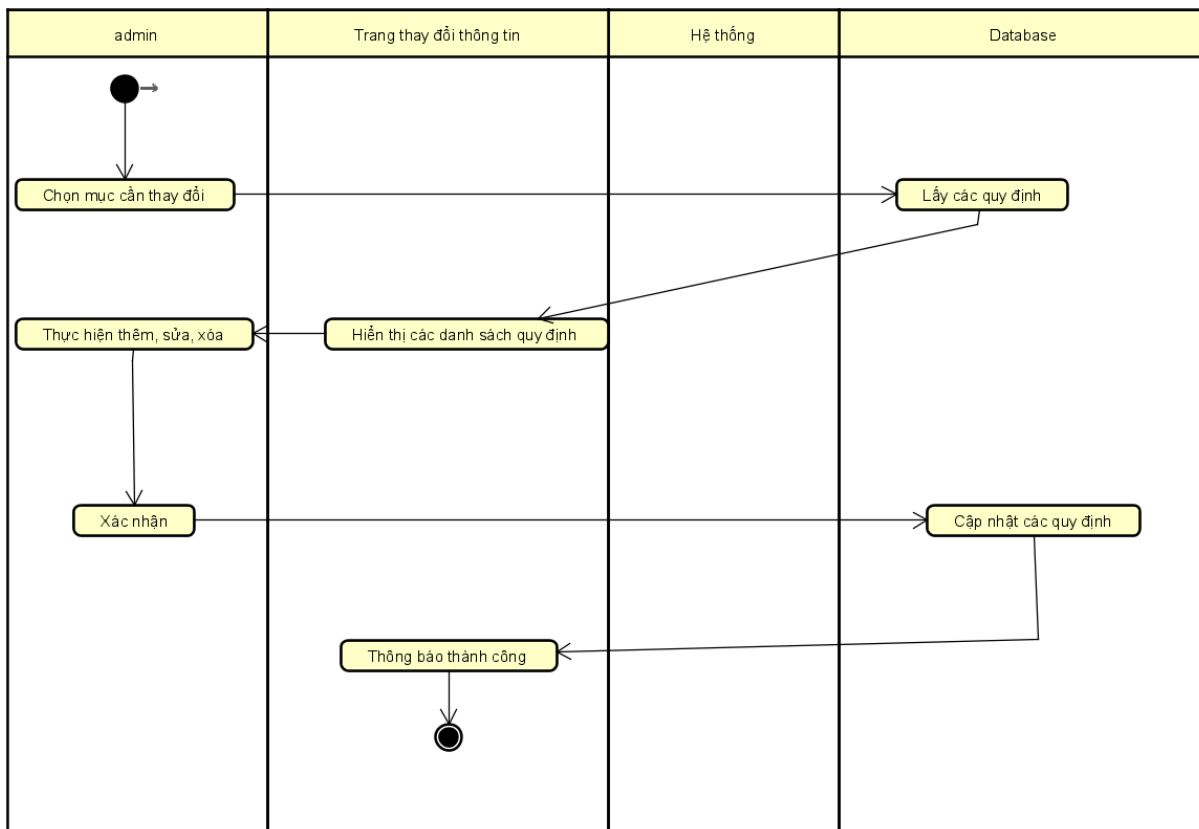 admin
Trang thay đổi thông tin
Hệ thống
Database
Chọn mục cần thay đổi
Lấy các quy định
Thực hiện thêm, sửa, xóa
Hiển thị các danh sách quy định
Xác nhận
Cập nhật các quy định
Thông báo thành công